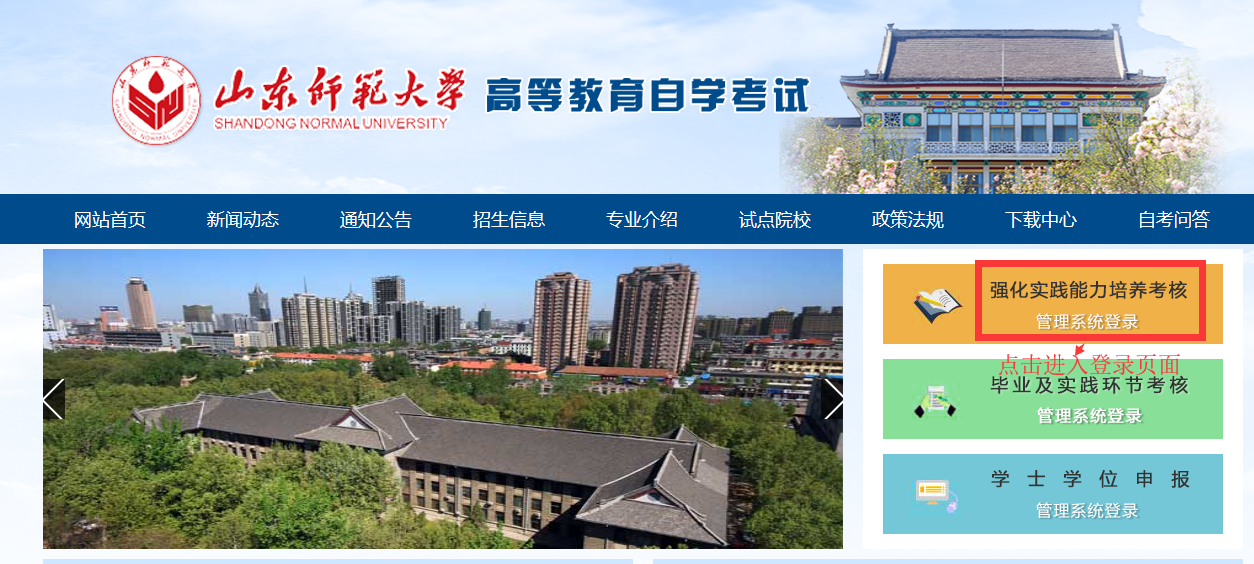 山东师范大学
SHANDONG NORMAL UNIVERSITY
高等教育自学考试
网站首页 新闻动态 通知公告 招生信息 专业介绍 试点院校 政策法规 下载中心 自考问答
强化实践能力培养考核
管理系统登录
点击进入登录页面
毕业及实践环节考核
管理系统登录
学士学位申报
管理系统登录